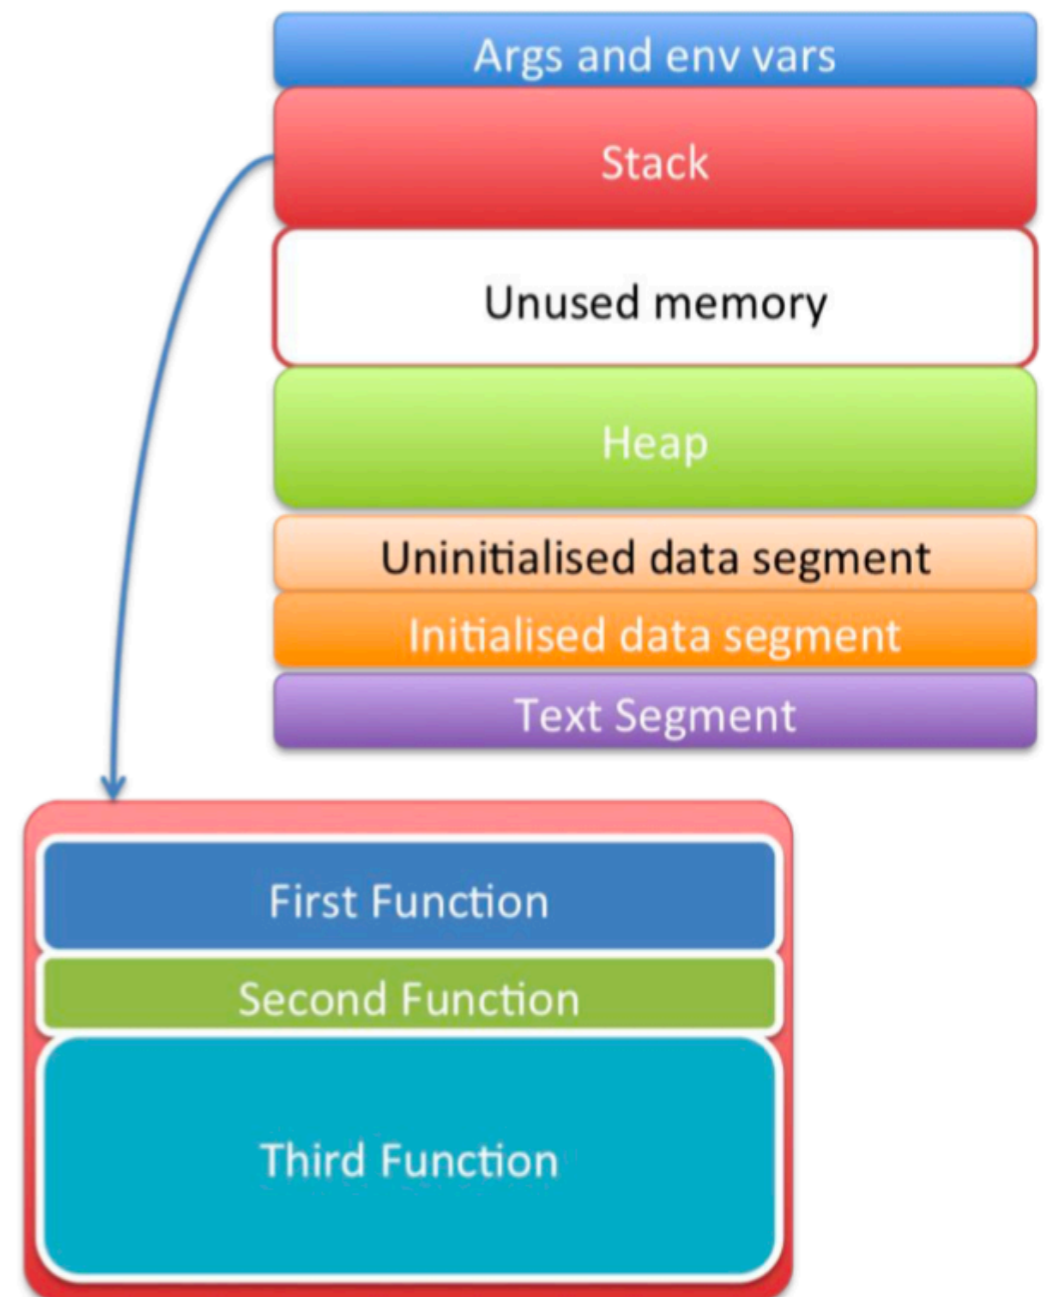 Args and env vars
Stack
Unused memory
Heap
Uninitialised data segment
Initialised data segment
Text Segment
First Function
Second Function
Third Function